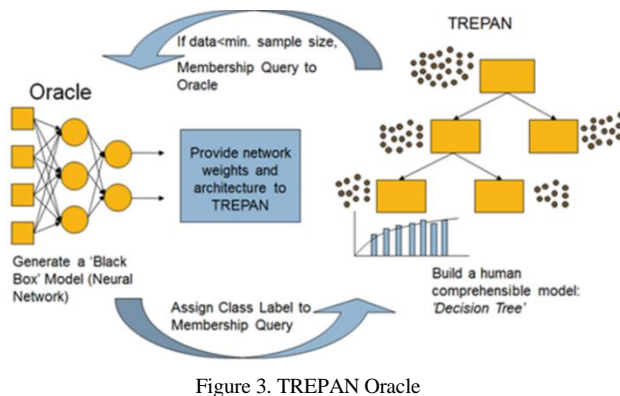 TREPAN
If data<min. sample size,
Membership Query to
Oracle
Oracle
Provide network
weights and
architecture to
TREPAN
Generate a 'Black
Box' Model (Neural
Network)
Build a human
comprehensible model:
'Decision Tree'
Assign Class Label to
Membership Query
Figure 3. TREPAN Oracle